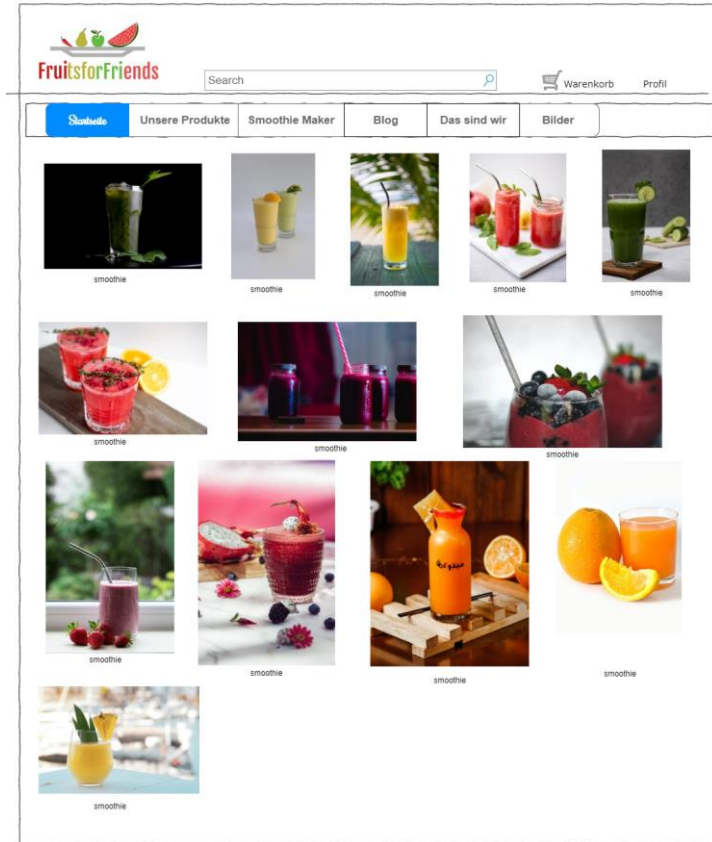 FruitsforFriends
Search
Warenkorb
Profil
Startseite
Unsere Produkte
Smoothie Maker
Blog
Das sind wir
Bilder
smoothie
smoothie
smoothie
smoothie
smoothie
smoothie
smoothie
smoothie
smoothie
smoothie
smoothie
smoothie
smoothie